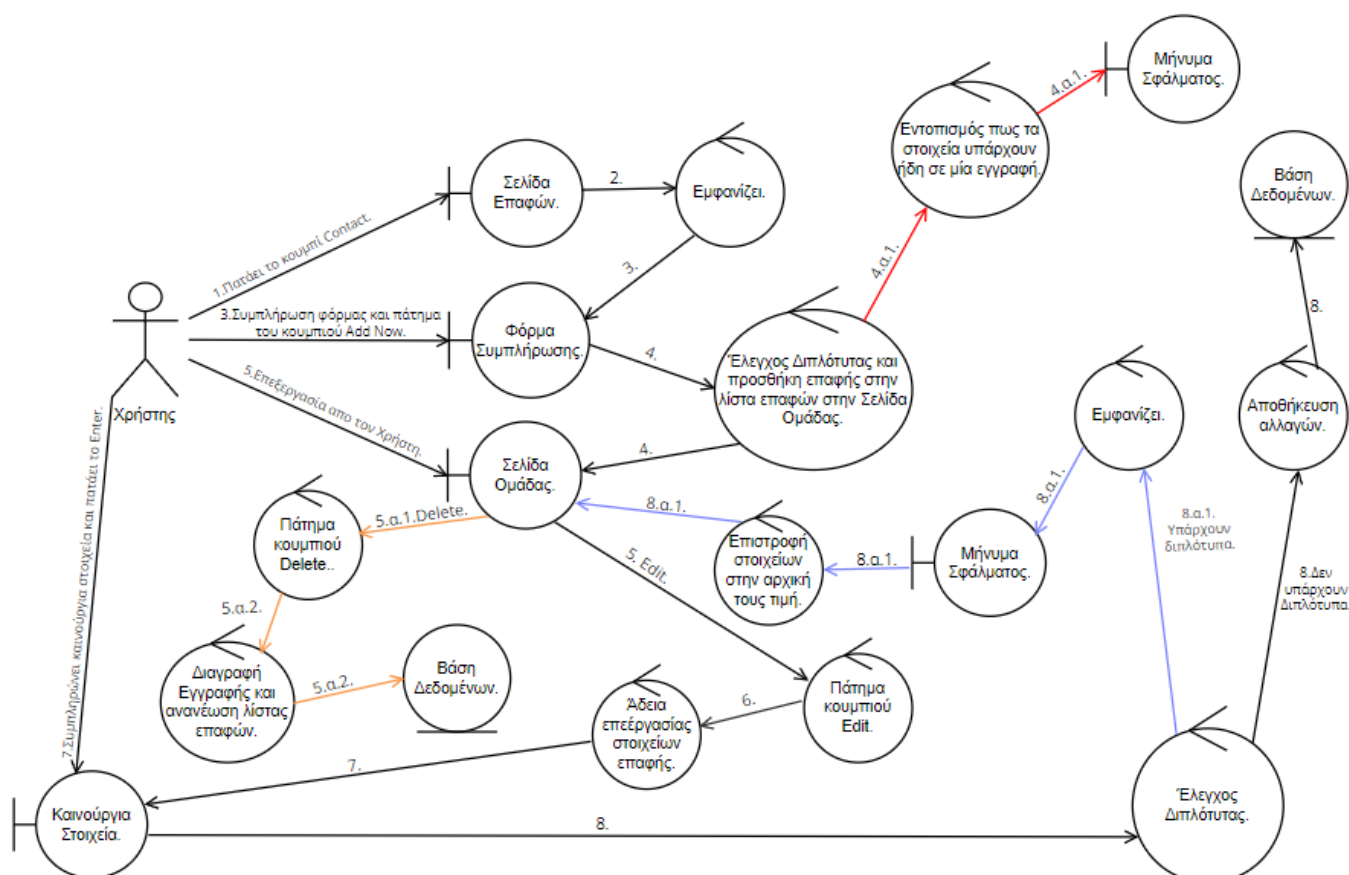 Μήνυμα
Σφάλματος.
4.α.1.
Εντοπισμός πως τα
στοιχεία υπάρχουν
ήδη σε μία εγγραφή.
4.α.1.
Βάση
Δεδομένων.
8.
Σελίδα
Επαφών.
2.
Εμφανίζει.
1.Πατάει το κουμπί Contact.
3.
3.Συμπλήρωση φόρμας και πάτημα
του κουμπιού Add Now.
Φόρμα
Συμπλήρωσης.
4.
Έλεγχος Διπλότυτας και
προσθήκη επαφής στην
λίστα επαφών στην Σελίδα
Ομάδας.
4.
Χρήστης
5.Επεξεργασία απο τον Χρήστη.
Σελίδα
Ομάδας.
Εμφανίζει.
Αποθήκευση
αλλαγών.
8.α.1.
5.α.1.Delete.
Πάτημα
κουμπιού
Delete..
8.α.1.
Επιστροφή
στοιχείων
στην αρχική
τους τιμή.
8.α.1.
Μήνυμα
Σφάλματος.
8.α.1.
Υπάρχουν
διπλότυπα.
8.Δεν
υπάρχουν
Διπλότυπα.
5. Edit.
5.α.2.
Διαγραφή
Εγγραφής και
ανανέωση λίστας
επαφών.
5.α.2.
Βάση
Δεδομένων.
Άδεια
επεέργασίας
στοιχείων
επαφής.
6.
Πάτημα
κουμπιού
Edit.
7.Συμπληρώνει καινούργια στοιχεία και πατάει το Enter.
7.
Καινούργια
Στοιχεία.
8.
Έλεγχος
Διπλότυτας.